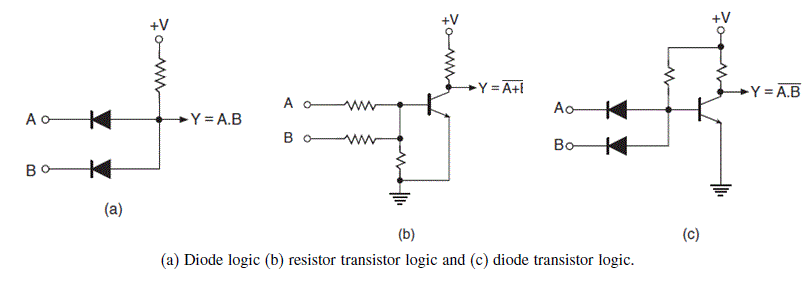 +V
A
Y = A.B
B
(a)
+V
A
B
Y = A+
(b)
+V
A
B
Y = A.B
(c)
(a) Diode logic (b) resistor transistor logic and (c) diode transistor logic.